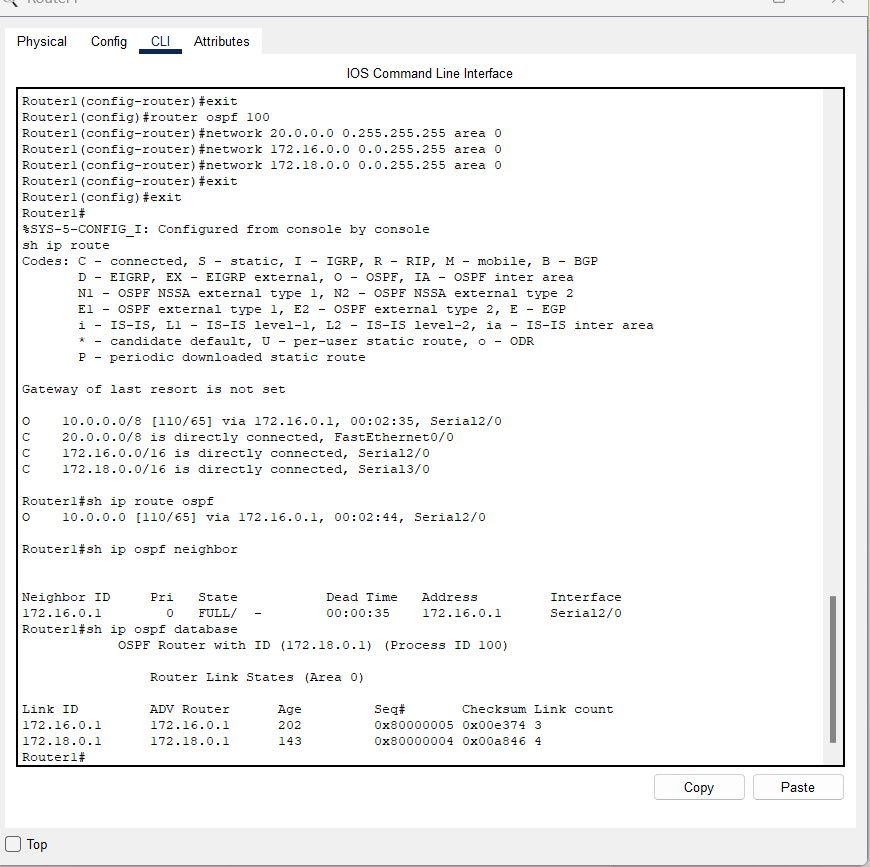 Physical Config CLI Attributes
IOS Command Line Interface
Router1(config-router)#exit
Router1(config)#router ospf 100
Router1(config-router)#network 20.0.0.0 0.255.255.255 area 0
Router1(config-router)#network 172.16.0.0 0.0.255.255 area 0
Router1(config-router)#network 172.18.0.0 0.0.255.255 area 0
Router1(config-router)#exit
Router1(config)#exit
Router1#
%SYS-5-CONFIG_I: Configured from console by console
sh ip route
Codes: C - connected, S - static, I - IGRP, R - RIP, M - mobile, B - BGP
       D - EIGRP, EX - EIGRP external, O - OSPF, IA - OSPF inter area
       N1 - OSPF NSSA external type 1, N2 - OSPF NSSA external type 2
       E1 - OSPF external type 1, E2 - OSPF external type 2, E - EGP
       i - IS-IS, L1 - IS-IS level-1, L2 - IS-IS level-2, ia - IS-IS inter area
       * - candidate default, U - per-user static route, o - ODR
       P - periodic downloaded static route
Gateway of last resort is not set
O    10.0.0.0/8 [110/65] via 172.16.0.1, 00:02:35, Serial2/0
C    20.0.0.0/8 is directly connected, FastEthernet0/0
C    172.16.0.0/16 is directly connected, Serial2/0
C    172.18.0.0/16 is directly connected, Serial3/0
Router1#sh ip route ospf
O    10.0.0.0 [110/65] via 172.16.0.1, 00:02:44, Serial2/0
Router1#sh ip ospf neighbor
Neighbor ID     Pri   State           Dead Time   Address         Interface
172.16.0.1        0   FULL/  -        00:00:35    172.16.0.1      Serial2/0
Router1#sh ip ospf database
            OSPF Router with ID (172.18.0.1) (Process ID 100)
                Router Link States (Area 0)
Link ID         ADV Router      Age         Seq#       Checksum Link count
172.16.0.1      172.16.0.1      202         0x80000005 0x00e374 3
172.18.0.1      172.18.0.1      143         0x80000004 0x00a846 4
Router1#
Copy Paste
Top